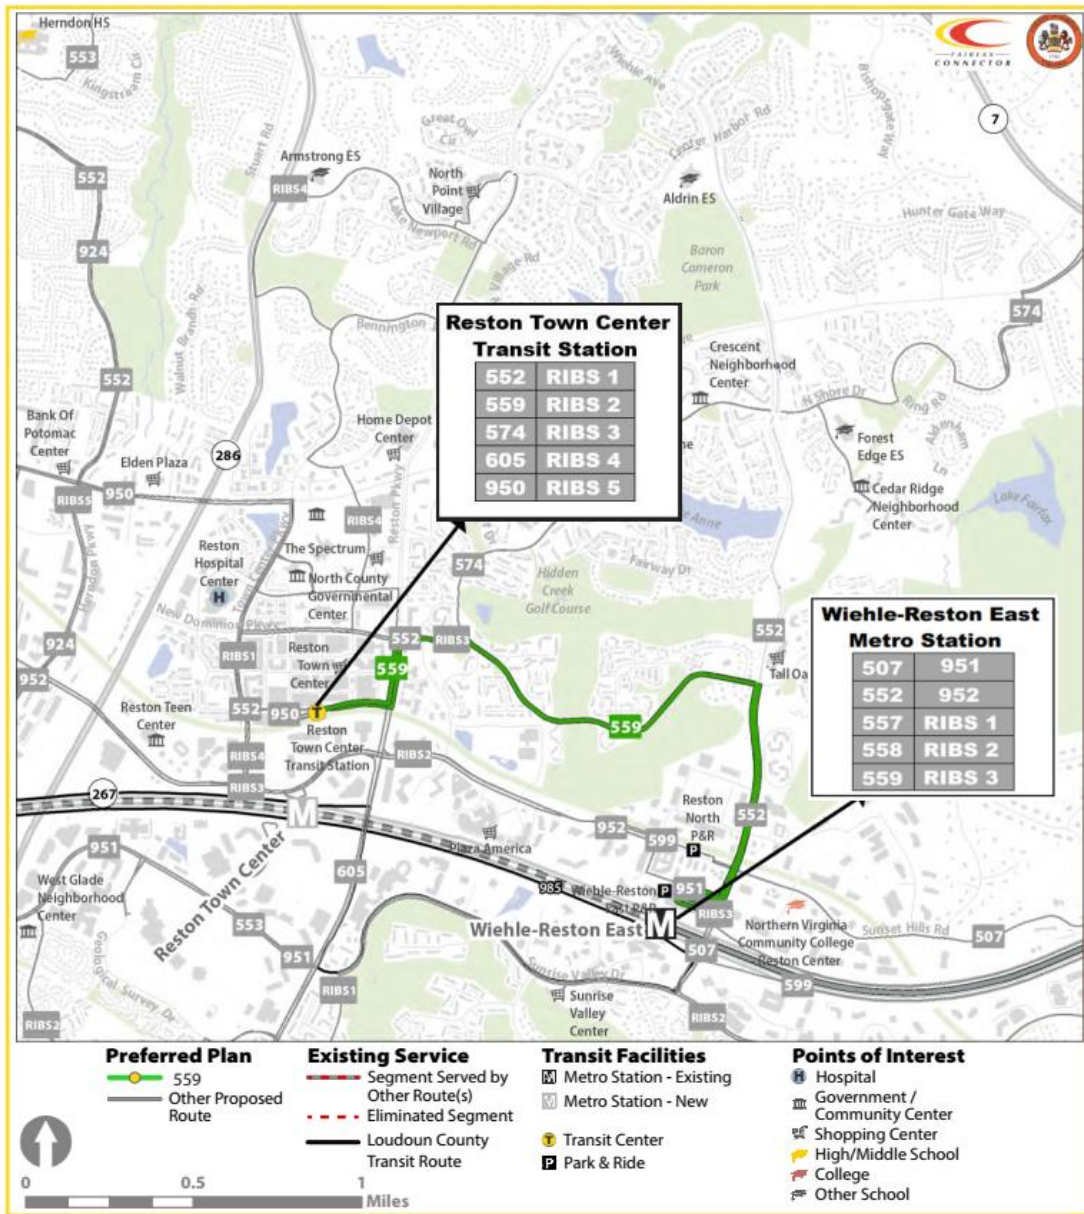 Herndon HS
553
Kingstream Cir
552
924
552
Bank Of
Potomac
Center
Elden Plaza
RIBS5
950
286
Stuart Rd
Walnut Branch Rd
Armstrong ES
RIBS4
Great Owl
Cir
North
Point
Village
Lake Newport Rd
Village Rd
Bennington
Wiehle Ave
Center Harbor Rd
Bishopsgate Way
FAIRFAX
CONNECTOR
7
Aldrin ES
Hunter Gate Way
Baron
Cameron
Park
574
Crescent
Neighborhood
Center
N Shore Dr
Ring Rd
Aldenham
Ln
Forest
Edge ES
Cedar Ridge
Neighborhood
Center
Lake Fairfax
Reston Town Center
Transit Station
552 RIBS 1
559 RIBS 2
574 RIBS 3
605 RIBS 4
950 RIBS 5
Home Depot
Center
Reston Pkwy
RIBS4
The Spectrum
North County
Governmental
Center
Reston
Hospital
Center
H
Town Center Pkwy
New Dominion Pkwy
Herndon Pkwy
924
952
RIBS1
Dr
574
Hidden
Creek
Golf Course
Fairway Dr
Anne
552
RIBS3
559
559
Reston
Town
Center
552
950
T
Reston
Town Center
Transit Station
Reston Teen
Center
RIBS4
RIBS3
RIBS2
267
M
Reston Town Center
552
Tall Oa
Wiehle-Reston East
Metro Station
507 951
552 952
557 RIBS 1
558 RIBS 2
559 RIBS 3
Reston
North
P&R
P
552
952
599
Plaza America
951
West Glade
Neighborhood
Center
605
985
Wiehle-Reston
East P&R
P
951
RIBS3
Wiehle-Reston East
M
Northern Virginia
Community College
Reston Center
Sunset Hills Rd
507
507
599
553
951
RIBS1
Geological Survey Dr
RIBS2
Sunrise Valley Dr
Sunrise
Valley
Center
RIBS2
Preferred Plan
559
Other Proposed
Route
Existing Service
Segment Served by
Other Route(s)
Eliminated Segment
Loudoun County
Transit Route
Transit Facilities
M Metro Station - Existing
M Metro Station - New
T Transit Center
P Park & Ride
Points of Interest
H Hospital
Government /
Community Center
Shopping Center
High/Middle School
College
Other School
0 0.5 1
Miles